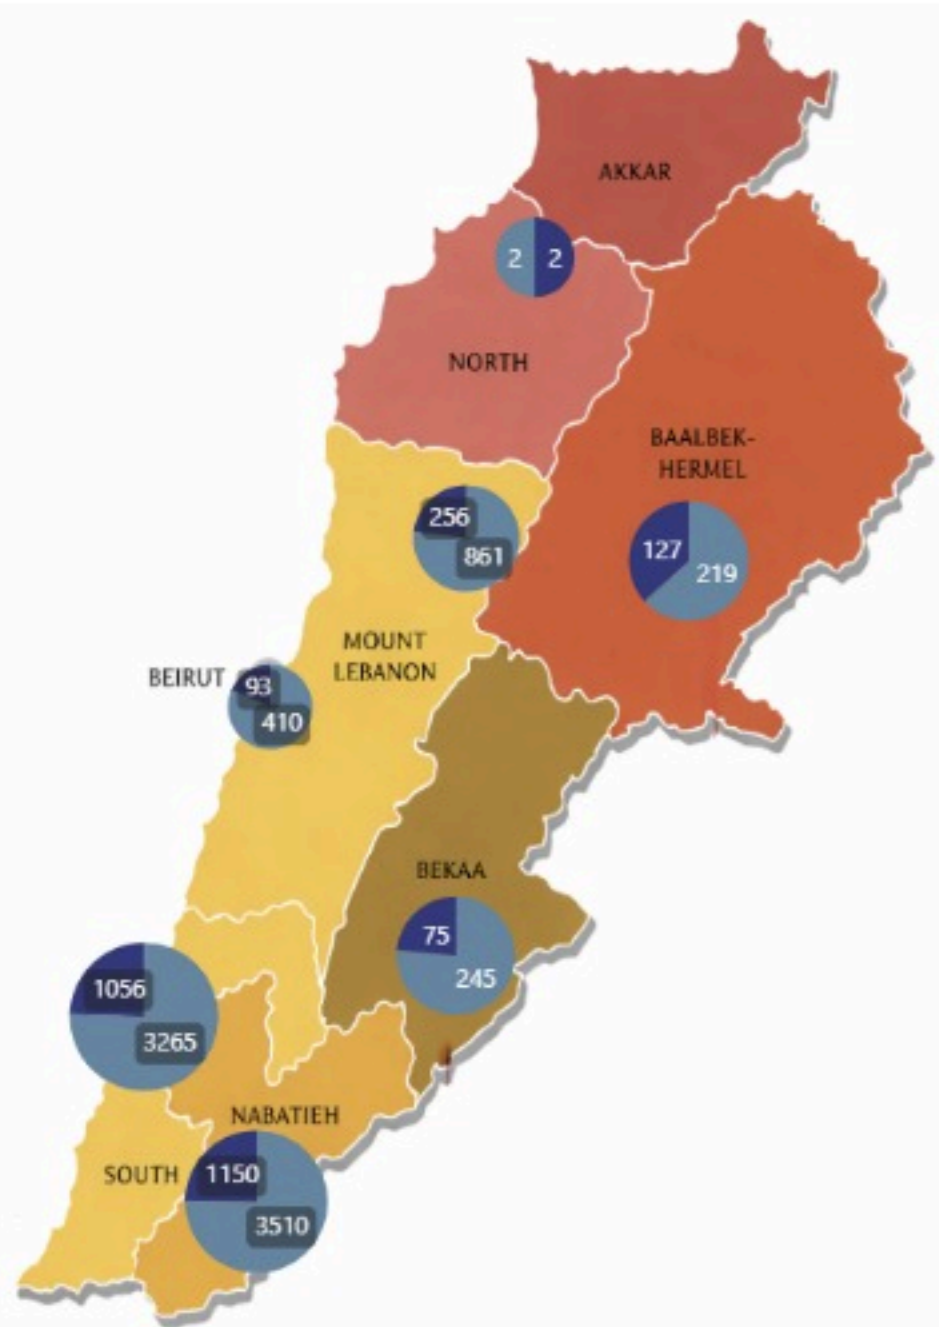 AKKAR
2 2
NORTH
BAALBEK-
HERMEL
256
861
127
219
MOUNT
LEBANON
BEIRUT
93
410
BEKAA
75
245
1056
3265
NABATIEH
SOUTH
1150
3510